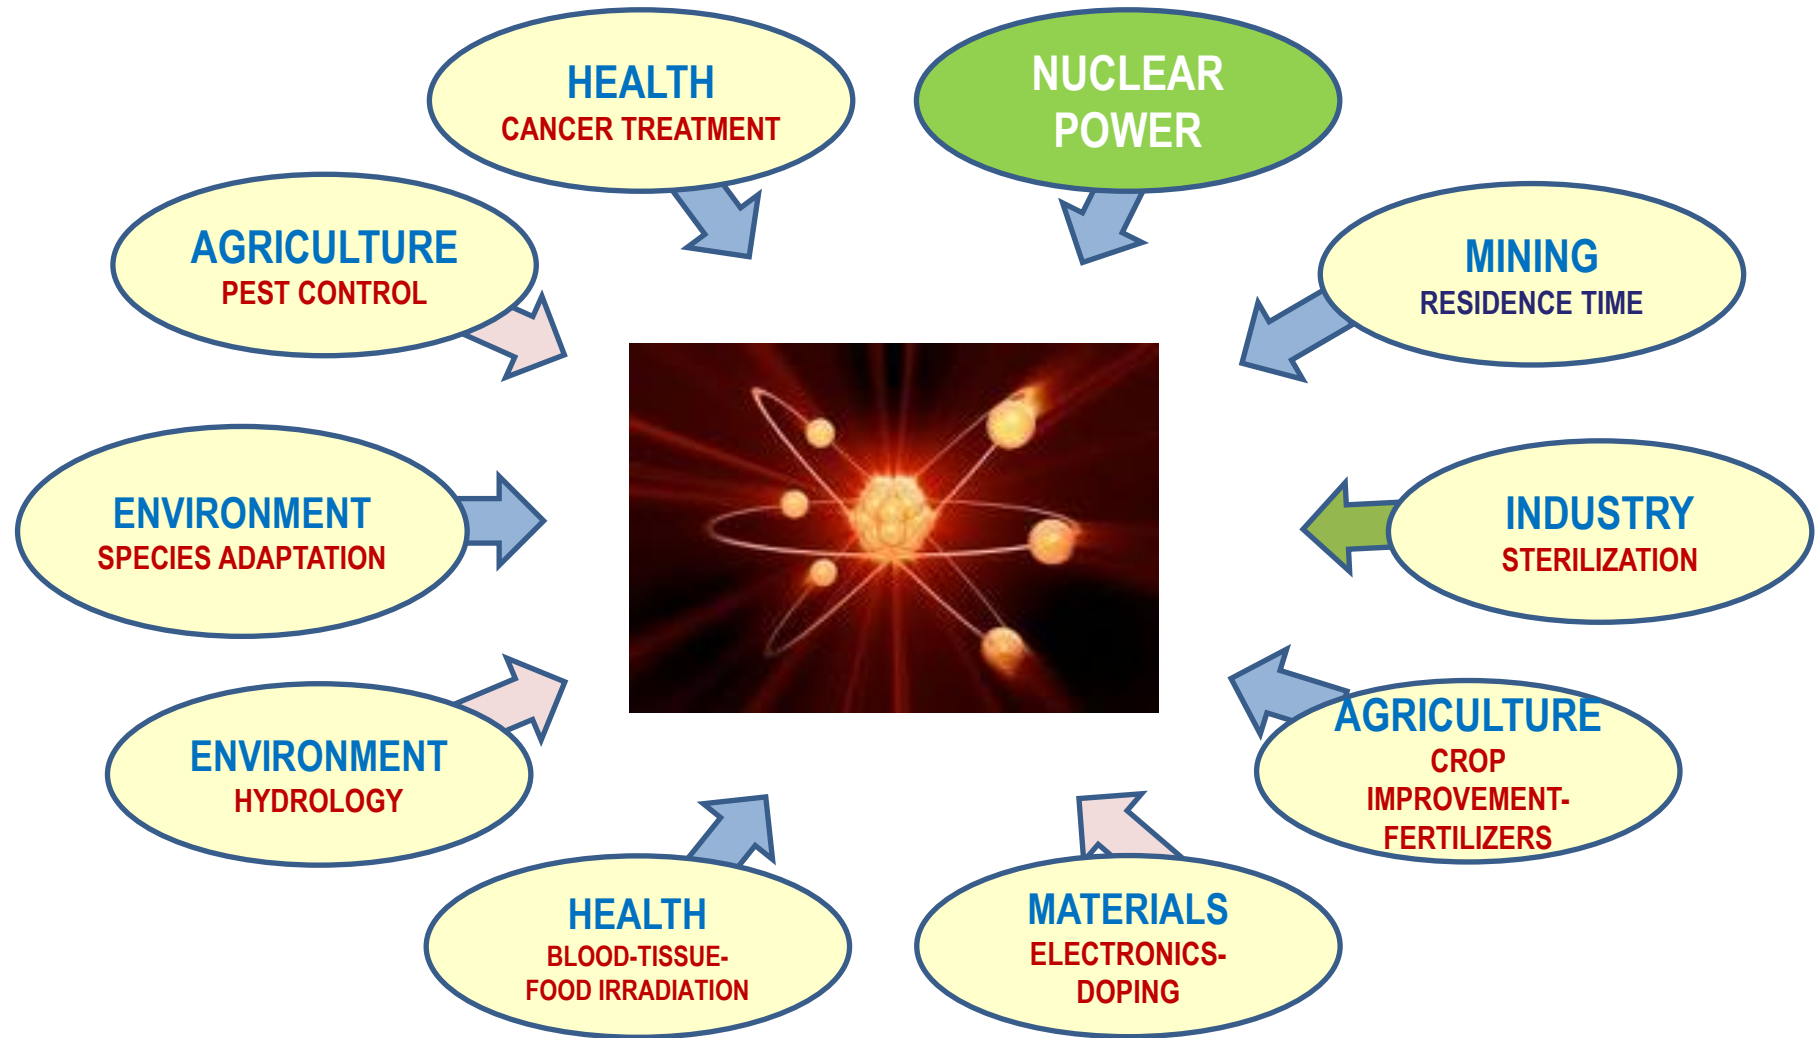 HEALTH
CANCER TREATMENT
NUCLEAR
POWER
AGRICULTURE
PEST CONTROL
MINING
RESIDENCE TIME
ENVIRONMENT
SPECIES ADAPTATION
INDUSTRY
STERILIZATION
ENVIRONMENT
HYDROLOGY
AGRICULTURE
CROP
IMPROVEMENT-
FERTILIZERS
HEALTH
BLOOD-TISSUE-
FOOD IRRADIATION
MATERIALS
ELECTRONICS-
DOPING